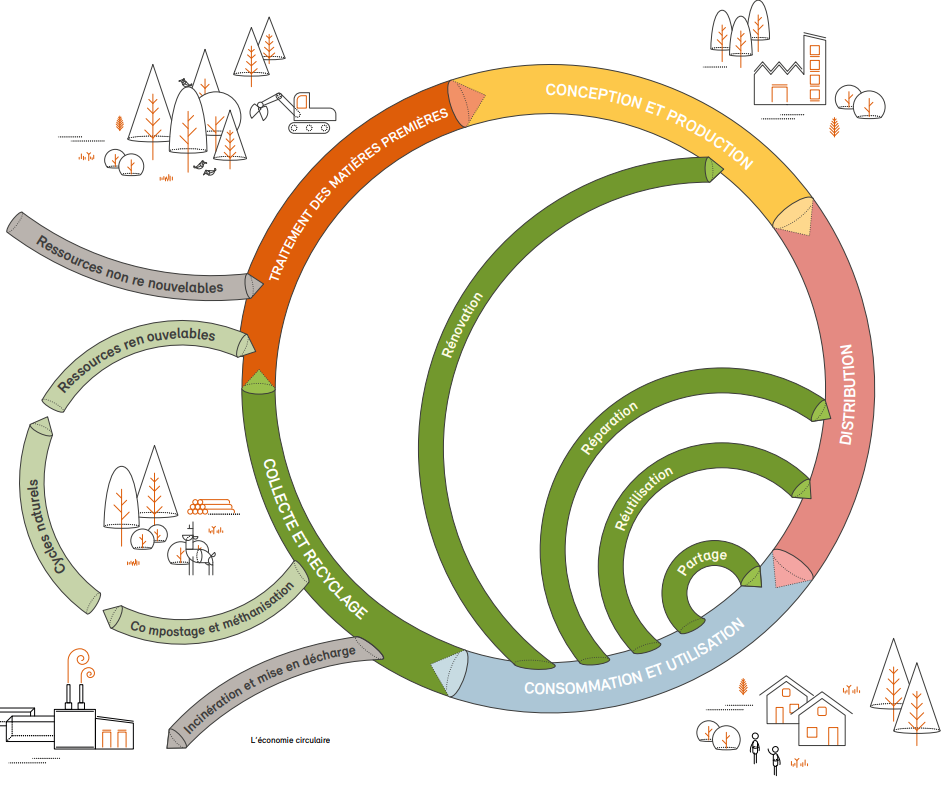 CONCEPTION ET PRODUCTION
TRAITEMENT DES MATIÈRES PREMIÈRES
Ressources non re nouvelables
Rénovation
Ressources ren ouvelables
DISTRIBUTION
Réparation
COLLECTE ET RECYCLAGE
Réutilisation
Cycles naturels
Partage
Co mpostage et méthanisation
CONSOMMATION ET UTILISATION
Incinération et mise en décharge
L'économie circulaire